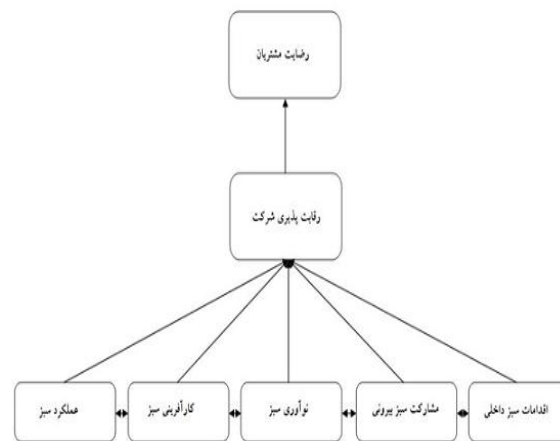 رضایت مشتریان
رقابت پذیری شرکت
اقدامات سبز داخلی
مشارکت سبز بیرونی
نوآوری سبز
کارآفرینی سبز
عملکرد سبز